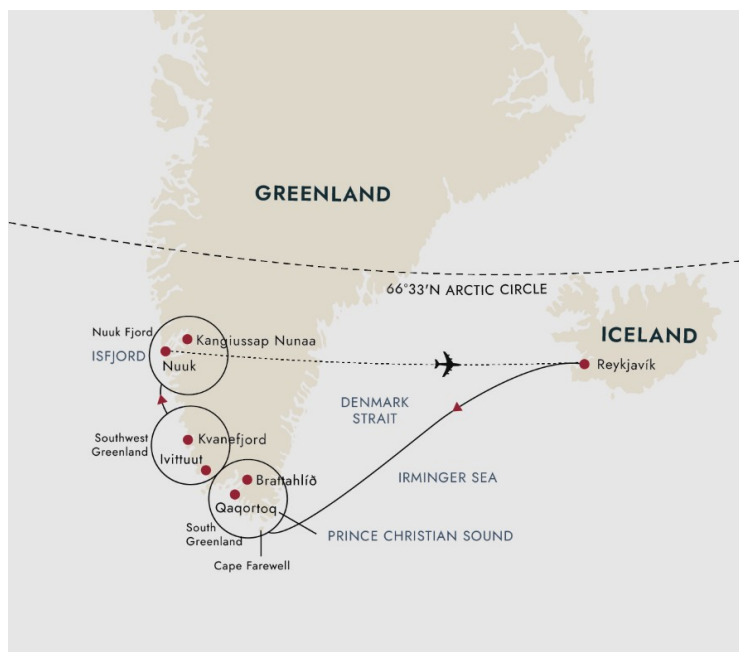 GREENLAND
66°33'N ARCTIC CIRCLE
Nuuk Fjord
ISFJORD
Kangiussap Nunaa
Nuuk
ICELAND
Reykjavík
DENMARK
STRAIT
Southwest
Greenland
Kvanefjord
Ivittuut
IRMINGER SEA
Brattahlíð
Qaqortoq
South
Greenland
PRINCE CHRISTIAN SOUND
Cape Farewell